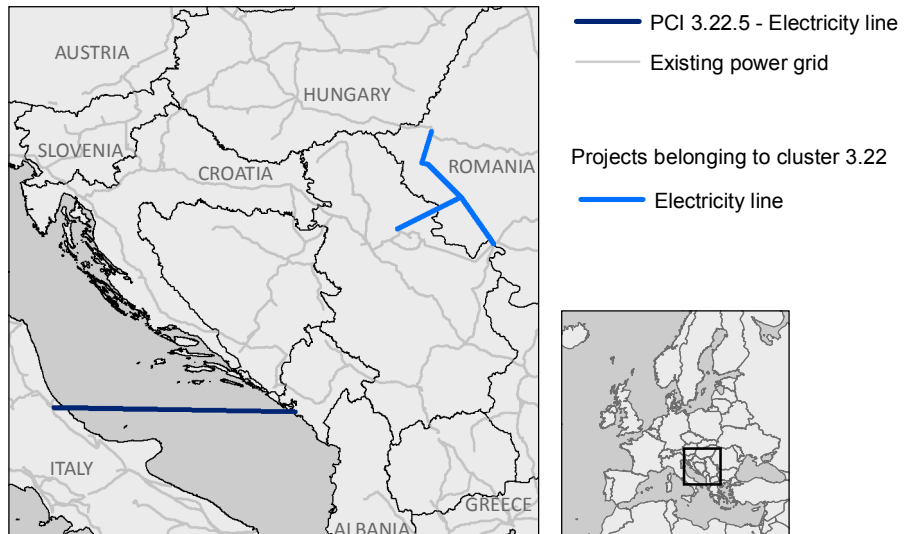 AUSTRIA
HUNGARY
SLOVENIA
CROATIA
ROMANIA
ITALY
GREECE
ALBANIA
PCI 3.22.5 - Electricity line
Existing power grid
Projects belonging to cluster 3.22
Electricity line